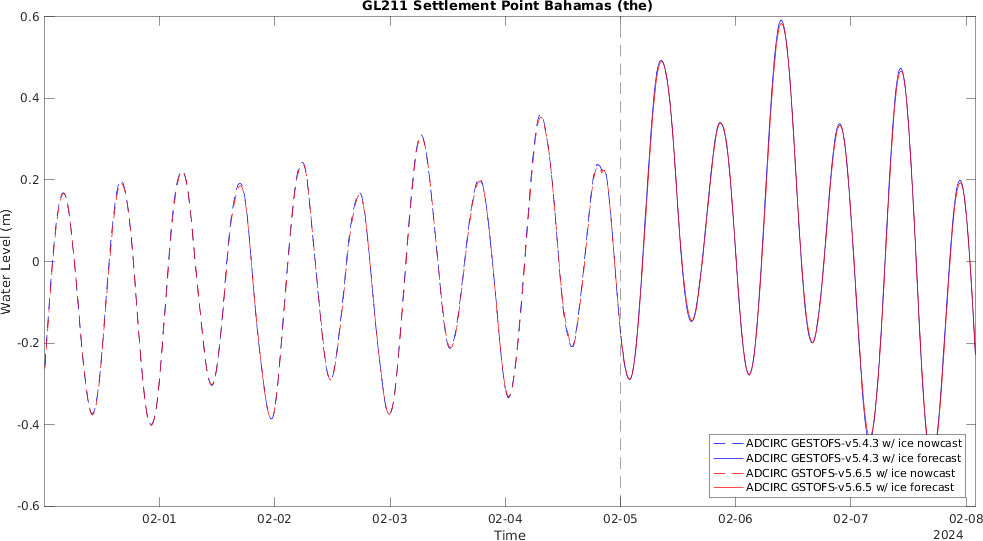 GL211 Settlement Point Bahamas (the)
0.6
0.4
0.2
0
-0.2
-0.4
-0.6
Water Level (m)
02-01
02-02
02-03
02-04
02-05
02-06
02-07
02-08
2024
Time
ADCIRC GESTOFS-v5.4.3 w/ ice nowcast
ADCIRC GESTOFS-v5.4.3 w/ ice forecast
ADCIRC GSTOFS-v5.6.5 w/ ice nowcast
ADCIRC GSTOFS-v5.6.5 w/ ice forecast